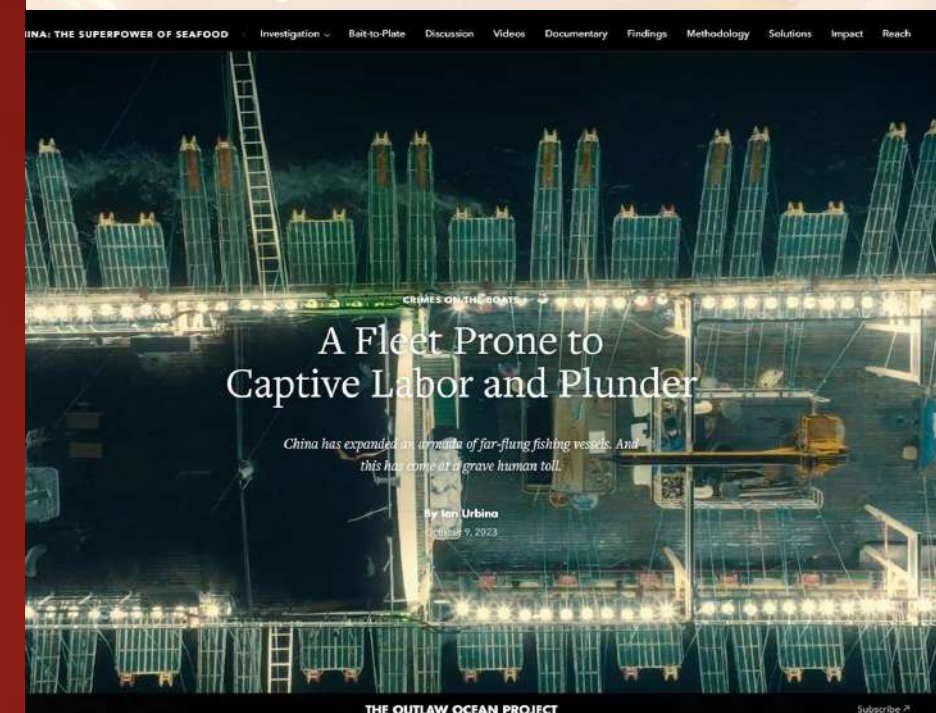 INA: THE SUPERPOWER OF SEAFOOD
Investigation Bait-to-Plate Discussion Videos Documentary Findings Methodology Solutions Impact Reach
CRIMES ON THE BOATS
A Fleet Prone to
Captive Labor and Plunder
China has expanded an armada of far-flung fishing vessels. And
this has come at a grave human toll.
By Ian Urbina
October 9, 2023
THE OUTLAW OCEAN PROJECT
Subscribe ↗